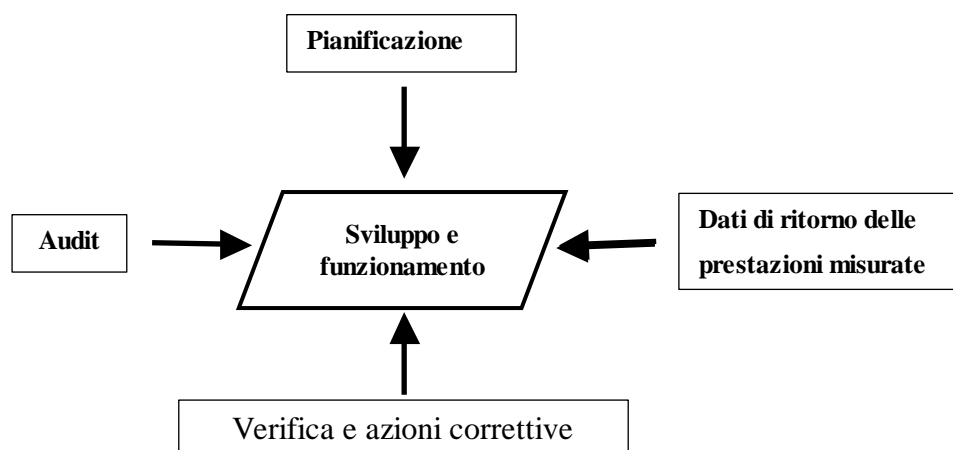 Pianificazione
Audit
Sviluppo e
funzionamento
Dati di ritorno delle
prestazioni misurate
Verifica e azioni correttive